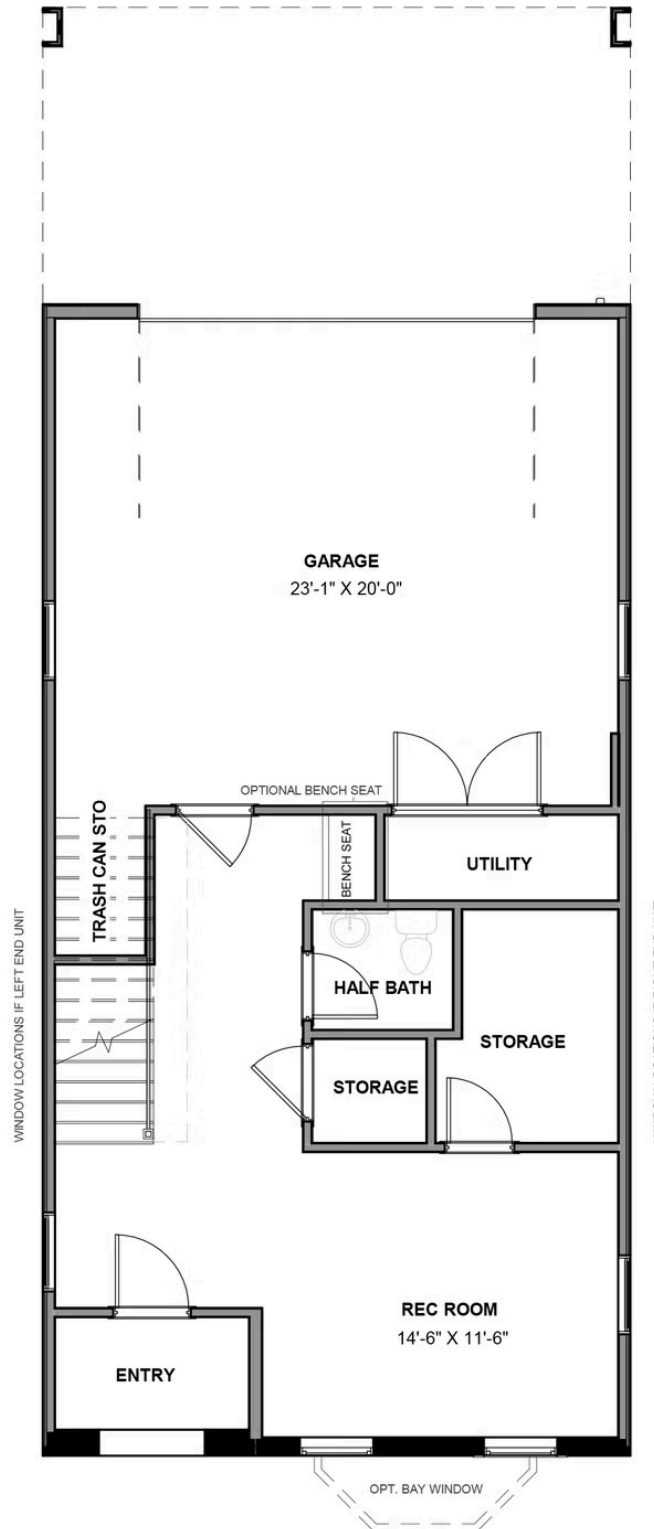 GARAGE
23'-1" X 20'-0"
OPTIONAL BENCH SEAT
TRASH CAN STO
BENCH SEAT
UTILITY
HALF BATH
STORAGE
STORAGE
WINDOW LOCATIONS IF LEFT END UNIT
REC ROOM
14'-6" X 11'-6"
ENTRY
OPT. BAY WINDOW